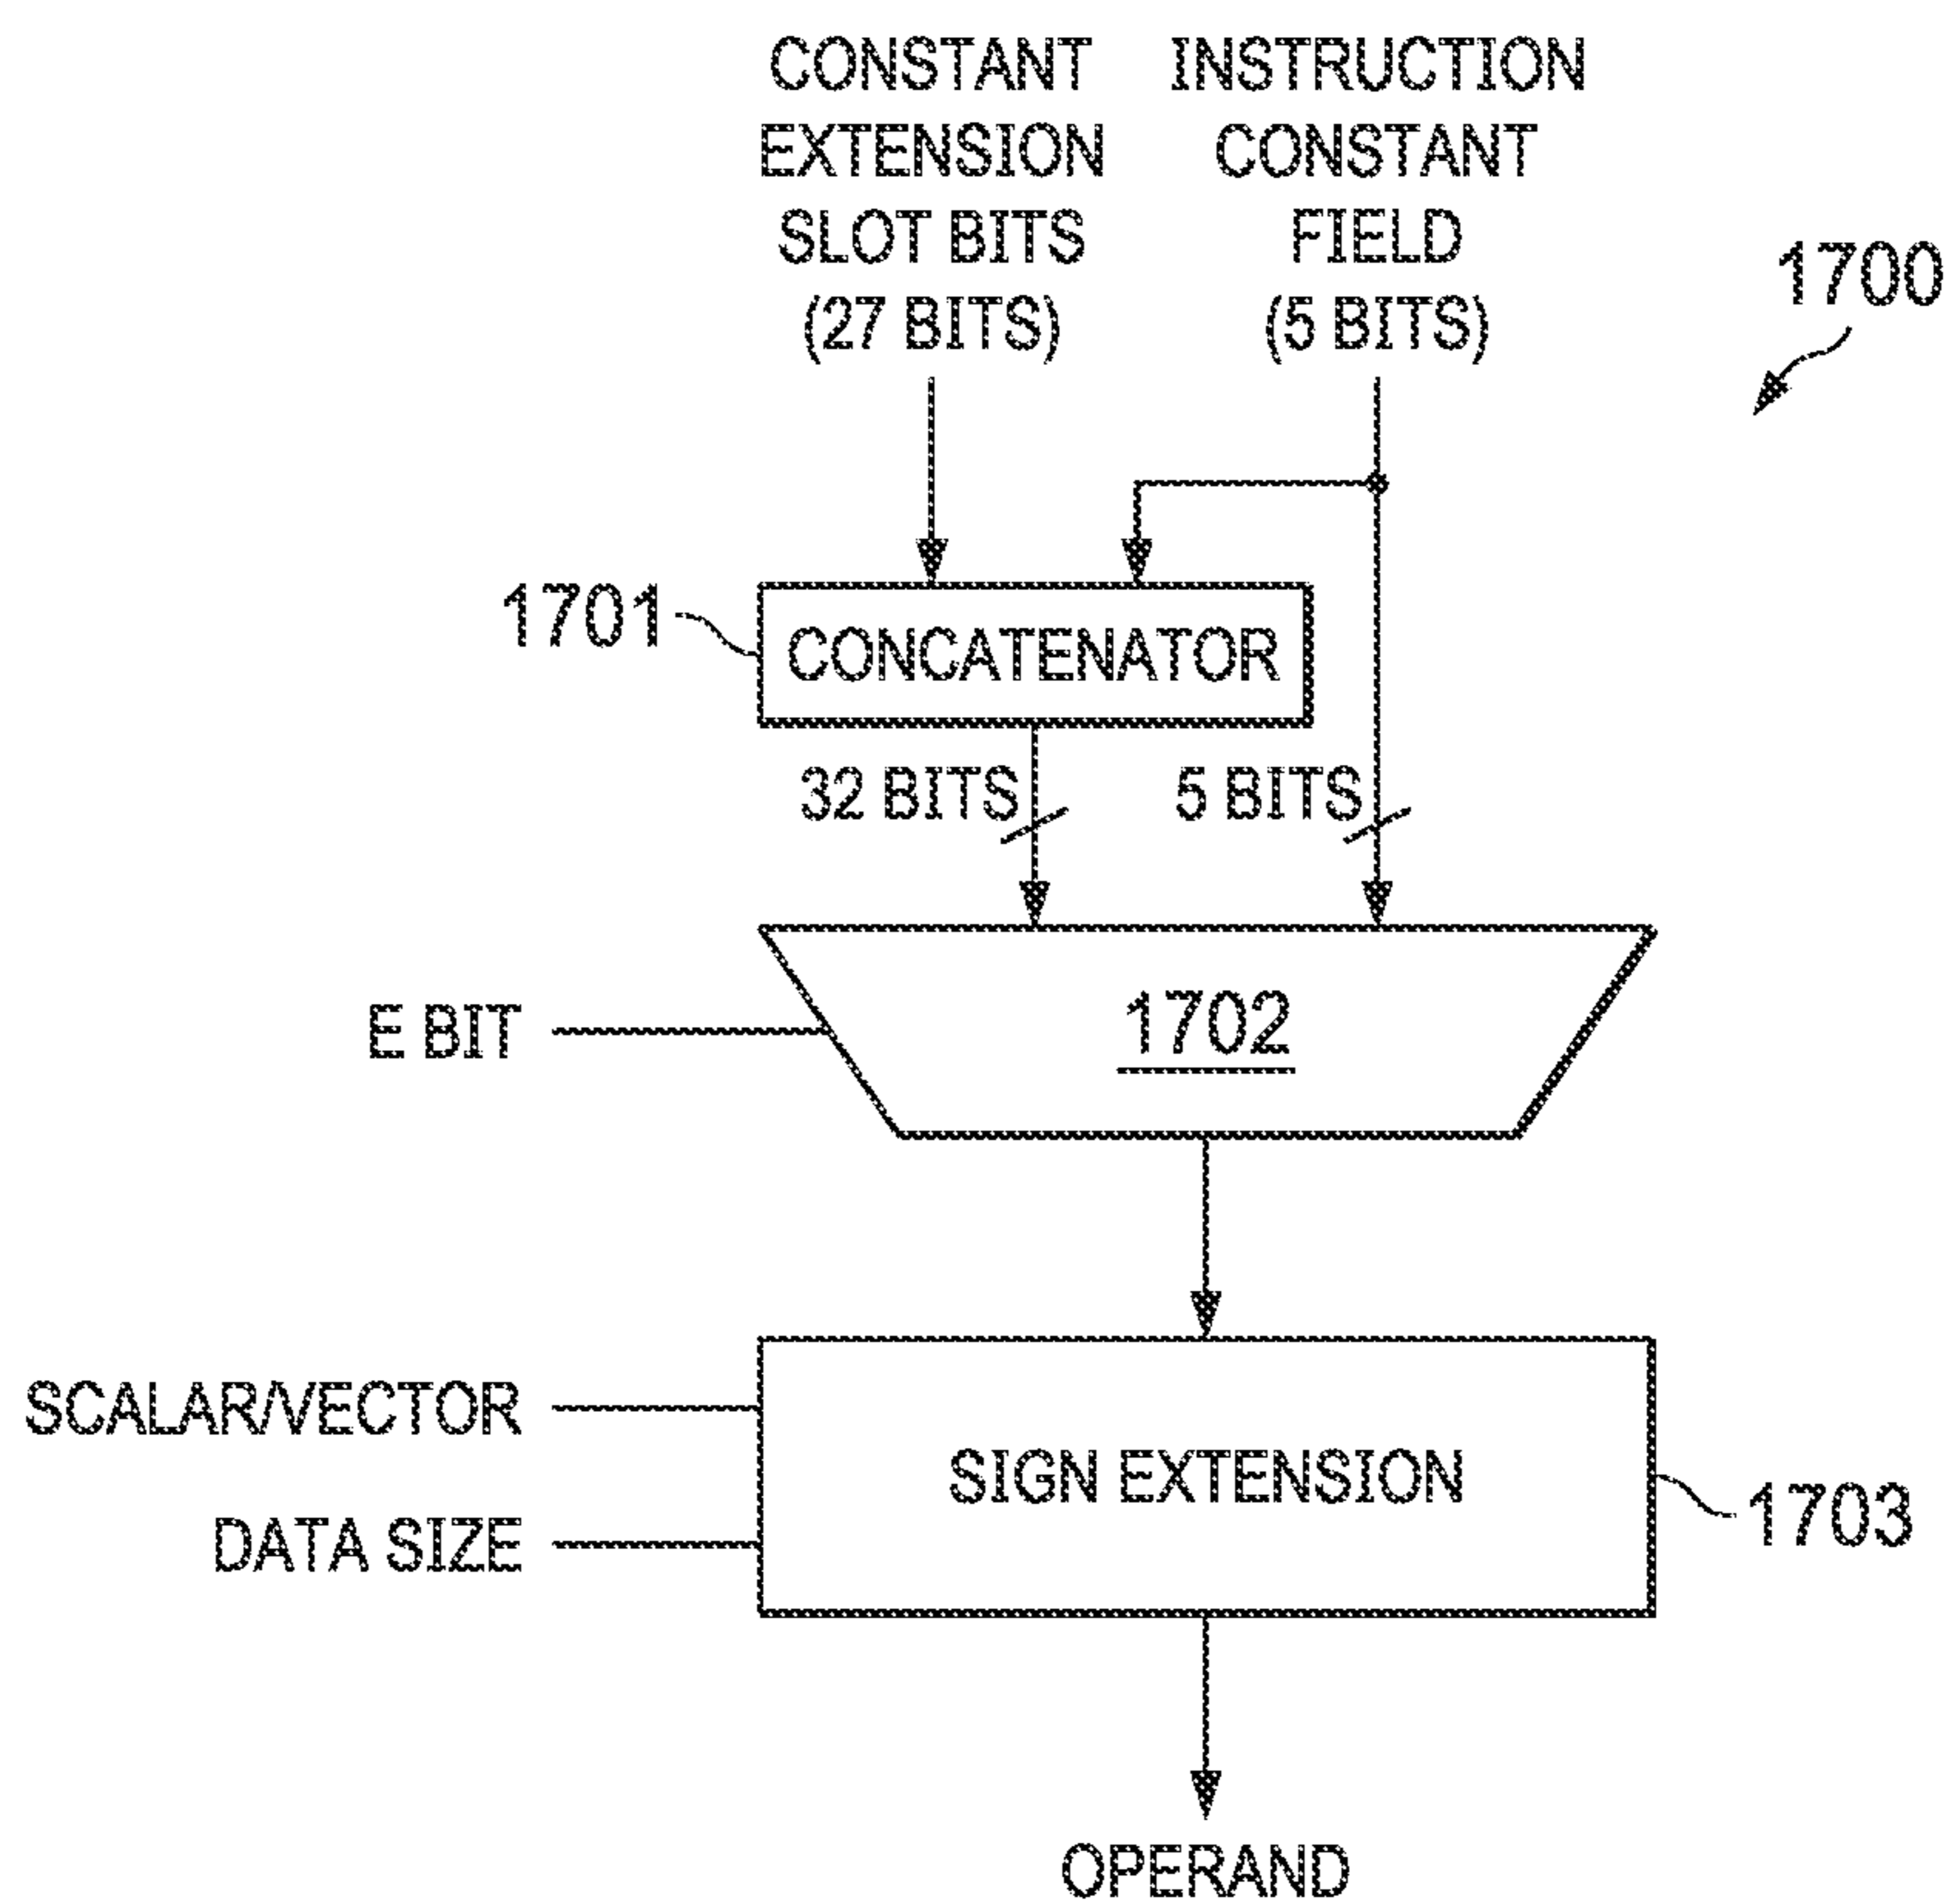 CONSTANT
EXTENSION
SLOT BITS
(27 BITS)
INSTRUCTION
CONSTANT
FIELD
(5 BITS)
1700
1701
CONCATENATOR
32 BITS
5 BITS
E BIT
1702
SCALAR/VECTOR
DATA SIZE
SIGN EXTENSION
1703
OPERAND